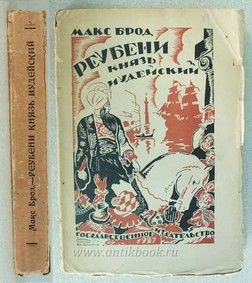 Макс Брод — Реубени князь иудейский
МАКС БРОД
РЕУБЕНИ
КНЯЗЬ
ИУДЕЙСКИЙ
www.antikbook.ru
ГОСУДАРСТВЕННОЕ ИЗДАТЕЛЬСТВО
1927